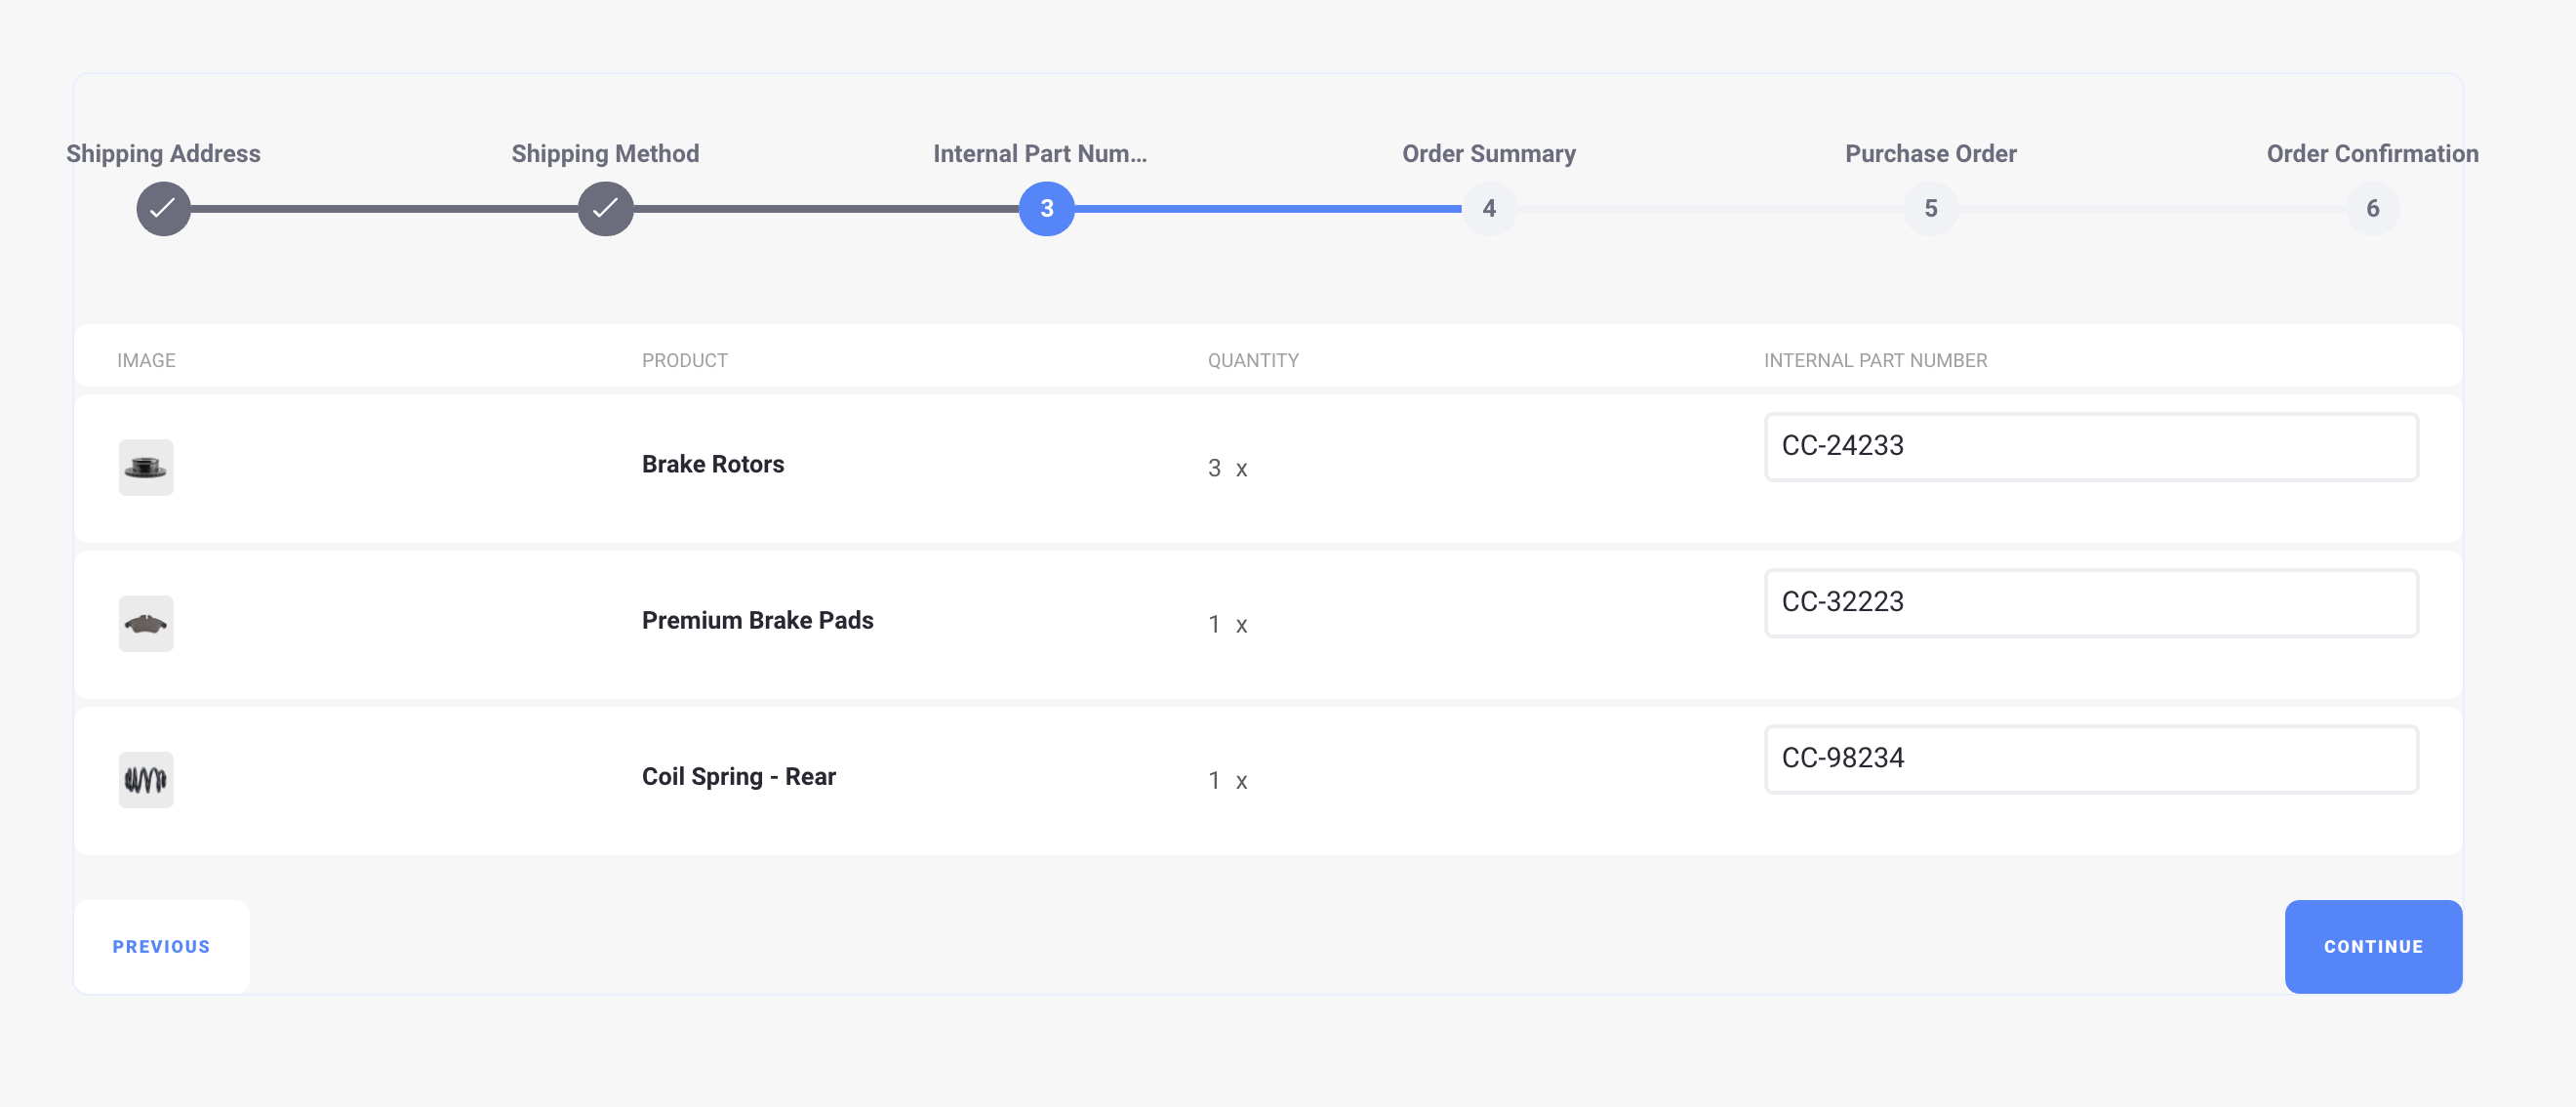 Shipping Address Shipping Method Internal Part Num... Order Summary Purchase Order Order Confirmation
3 4 5 6
IMAGE PRODUCT QUANTITY INTERNAL PART NUMBER
Brake Rotors 3 x CC-24233
Premium Brake Pads 1 x CC-32223
Coil Spring - Rear 1 x CC-98234
PREVIOUS CONTINUE